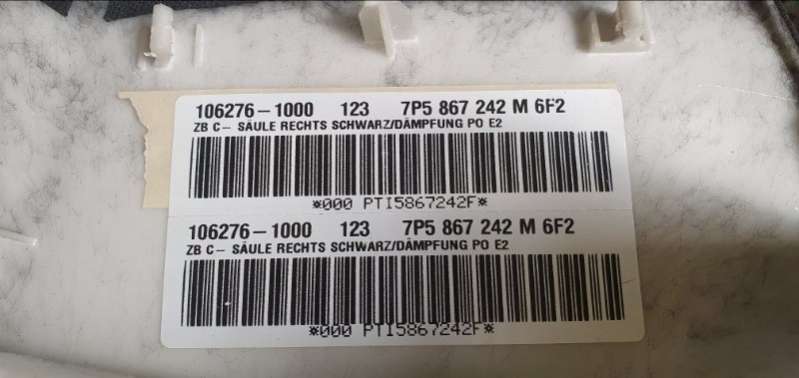 106276-1000 123 7P5 867 242 M 6F2
ZB C- SÄULE RECHTS SCHWARZ/DÄMPFUNG PO E2
*000 PTI5867242F*
106276-1000 123 7P5 867 242 M 6F2
ZB C- SÄULE RECHTS SCHWARZ/DÄMPFUNG PO E2
*000 PTI5867242F*